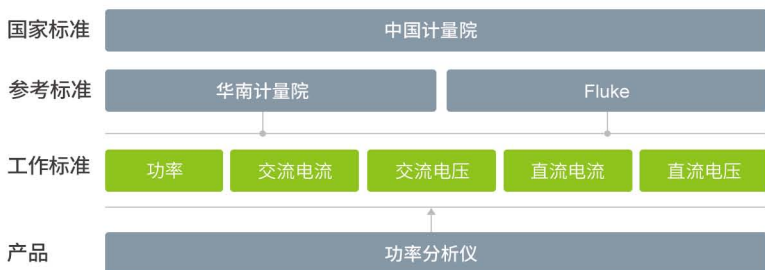 国家标准 中国计量院
参考标准 华南计量院 Fluke
工作标准 功率 交流电流 交流电压 直流电流 直流电压
产品 功率分析仪